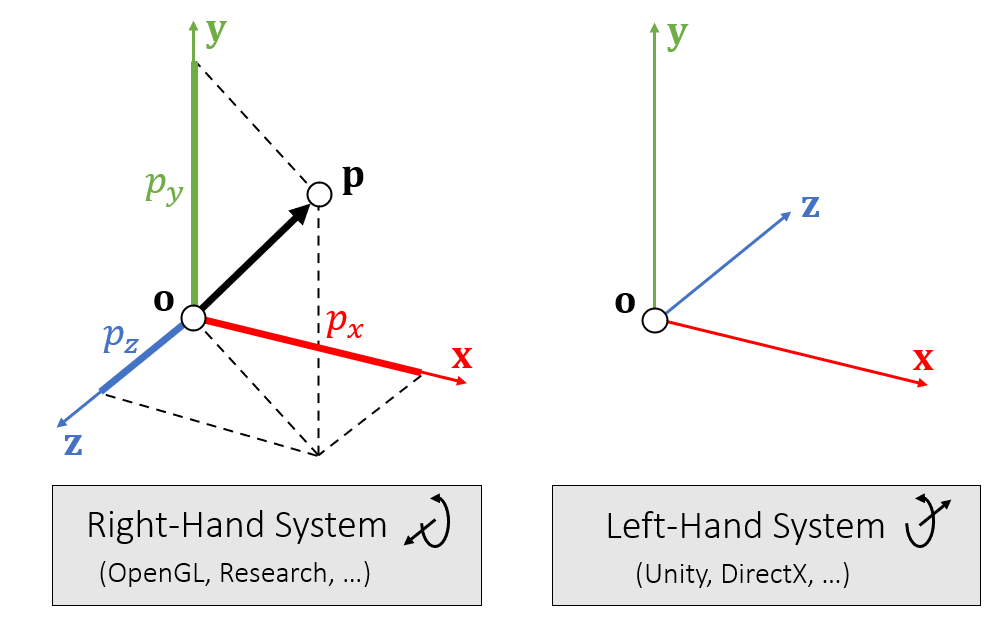 y
y
p
p_y
z
o
o
p_x
p_z
x
x
z
Right-Hand System
(OpenGL, Research, ...)
Left-Hand System
(Unity, DirectX, ...)